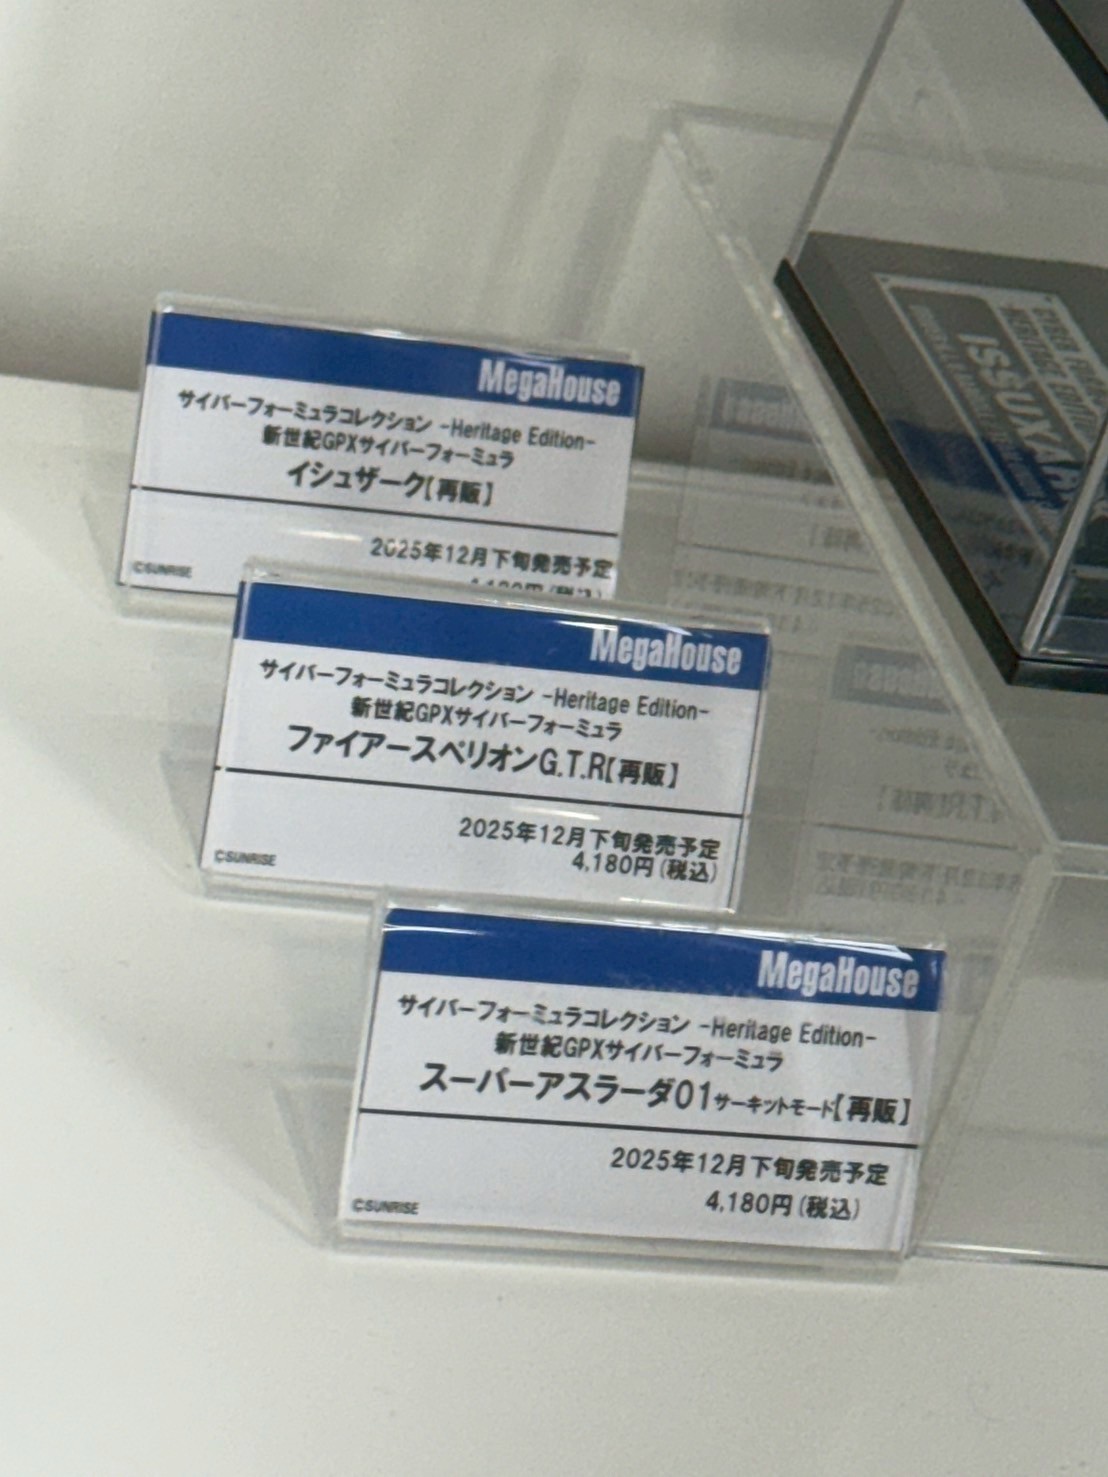 MegaHouse
サイバーフォーミュラコレクション -Heritage Edition-
新世紀GPXサイバーフォーミュラ
イシュザーク【再販】
2025年12月下旬発売予定
©SUNRISE
MegaHouse
サイバーフォーミュラコレクション -Heritage Edition-
新世紀GPXサイバーフォーミュラ
ファイアースペリオンG.T.R【再販】
2025年12月下旬発売予定
4,180円(税込)
©SUNRISE
MegaHouse
サイバーフォーミュラコレクション -Heritage Edition-
新世紀GPXサイバーフォーミュラ
スーパーアスラーダ01サーキットモード【再販】
2025年12月下旬発売予定
4,180円(税込)
©SUNRISE